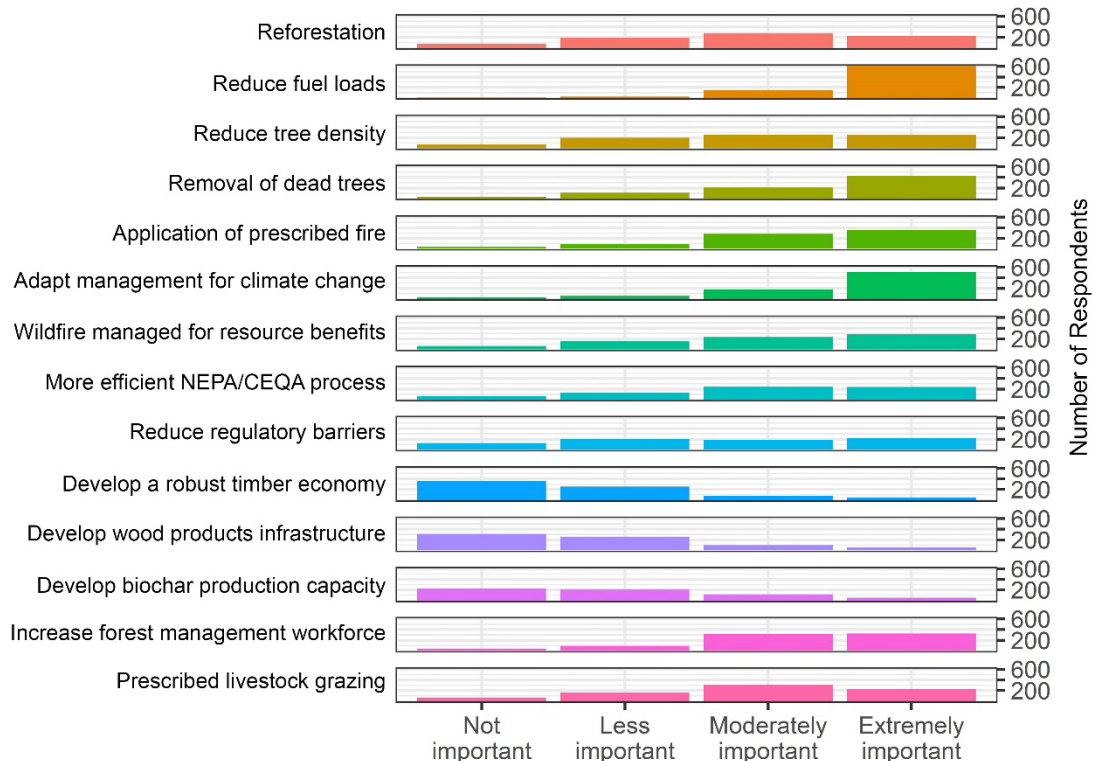 Reforestation
600
200
Reduce fuel loads
600
200
Reduce tree density
600
200
Removal of dead trees
600
200
Application of prescribed fire
600
200
Adapt management for climate change
600
200
Wildfire managed for resource benefits
600
200
More efficient NEPA/CEQA process
600
200
Reduce regulatory barriers
600
200
Develop a robust timber economy
600
200
Develop wood products infrastructure
600
200
Develop biochar production capacity
600
200
Increase forest management workforce
600
200
Prescribed livestock grazing
600
200
Number of Respondents
Not
important
Less
important
Moderately
important
Extremely
important